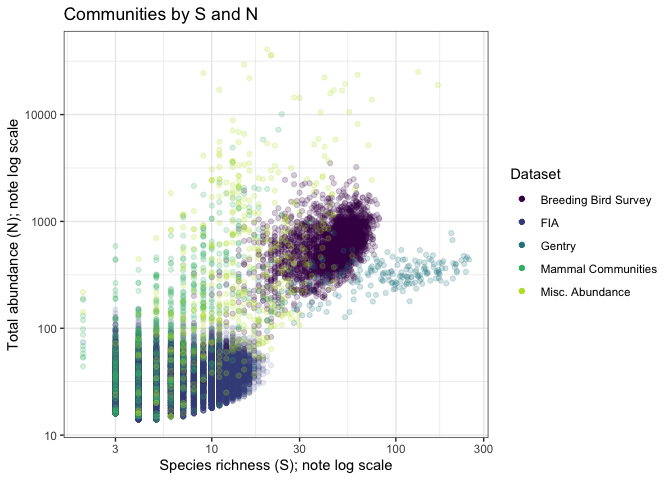 Communities by S and N
Total abundance (N); note log scale
10000
1000
100
10
3
10
30
100
300
Species richness (S); note log scale
Dataset
Breeding Bird Survey
FIA
Gentry
Mammal Communities
Misc. Abundance